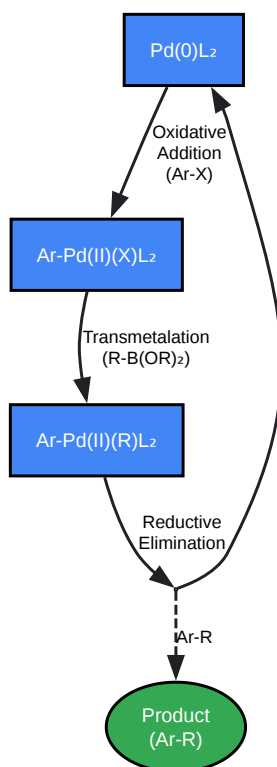 Pd(0)L₂
Oxidative
Addition
(Ar-X)
Ar-Pd(II)(X)L₂
Transmetalation
(R-B(OR)₂)
Ar-Pd(II)(R)L₂
Reductive
Elimination
Ar-R
Product
(Ar-R)